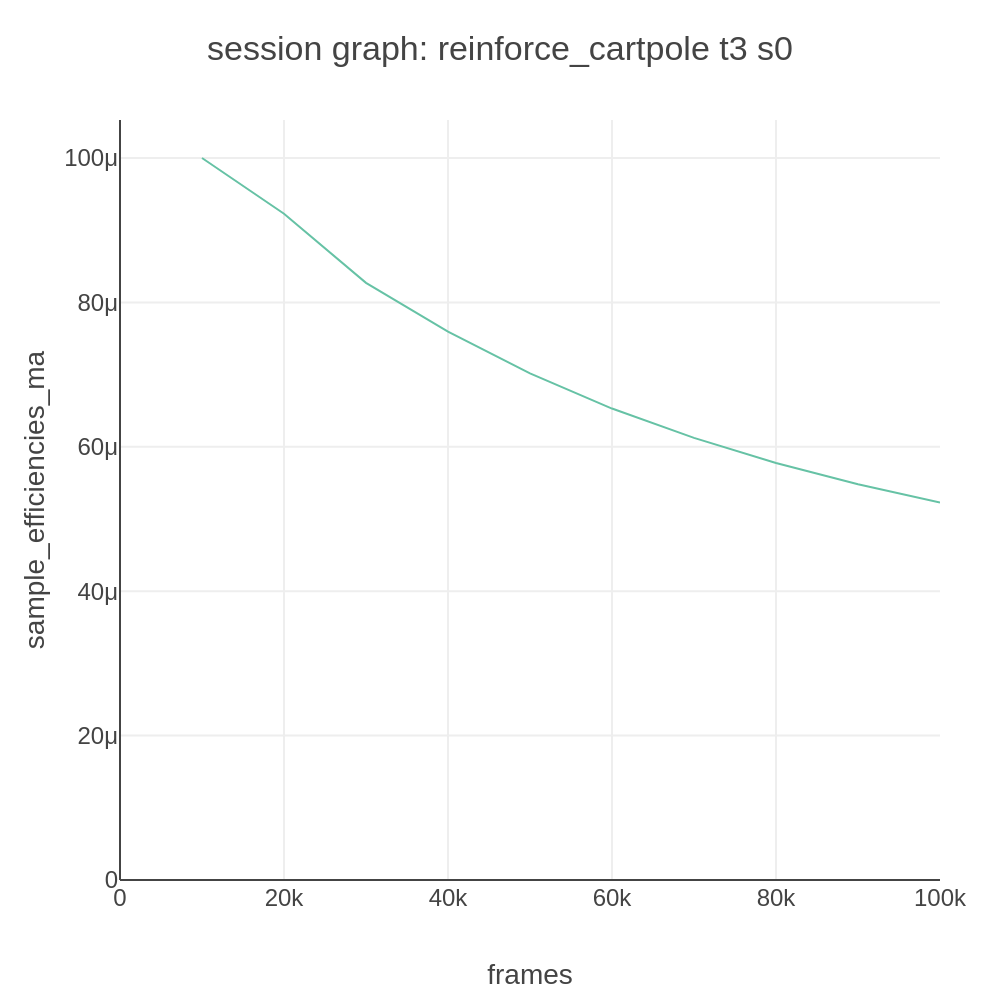 session graph: reinforce_cartpole t3 s0
100μ
80μ
60μ
40μ
20μ
0
sample_efficiencies_ma
0 20k 40k 60k 80k 100k
frames